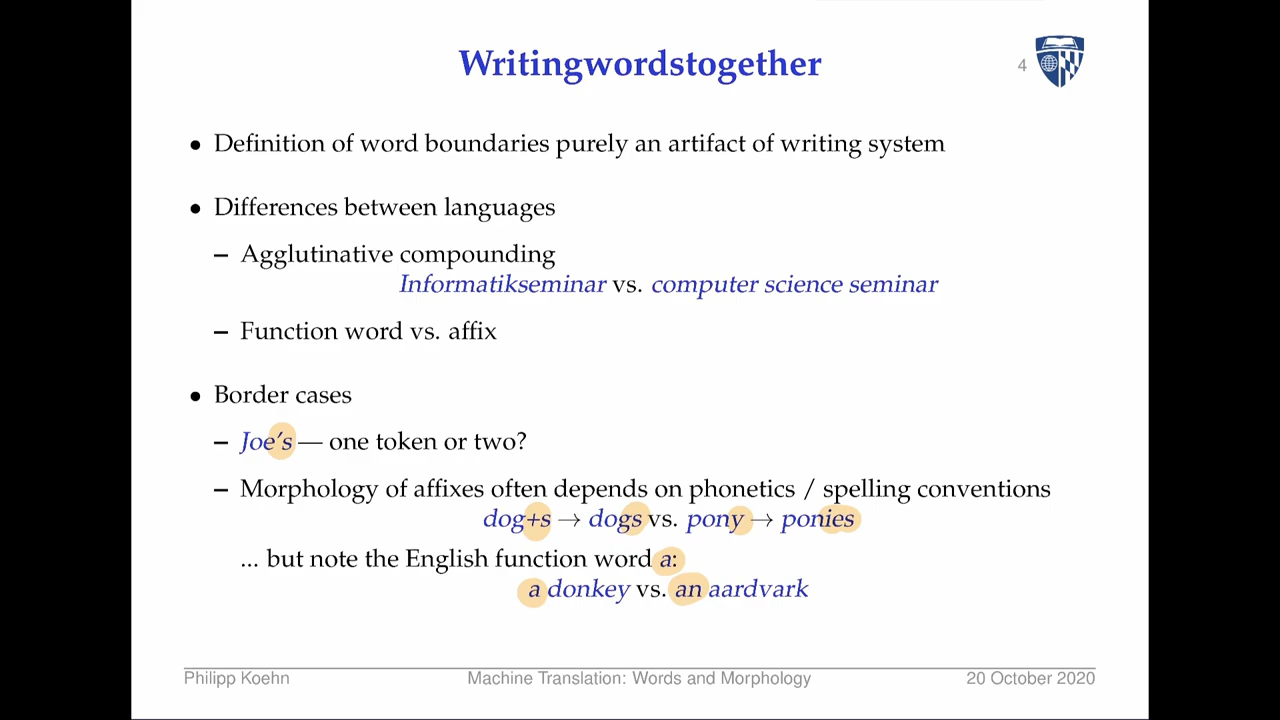 Writingwordstogether
4
• Definition of word boundaries purely an artifact of writing system
• Differences between languages
– Agglutinative compounding
Informatikseminar vs. computer science seminar
– Function word vs. affix
• Border cases
– Joe's — one token or two?
– Morphology of affixes often depends on phonetics / spelling conventions
dog+s → dogs vs. pony → ponies
... but note the English function word a:
a donkey vs. an aardvark
Philipp Koehn Machine Translation: Words and Morphology 20 October 2020